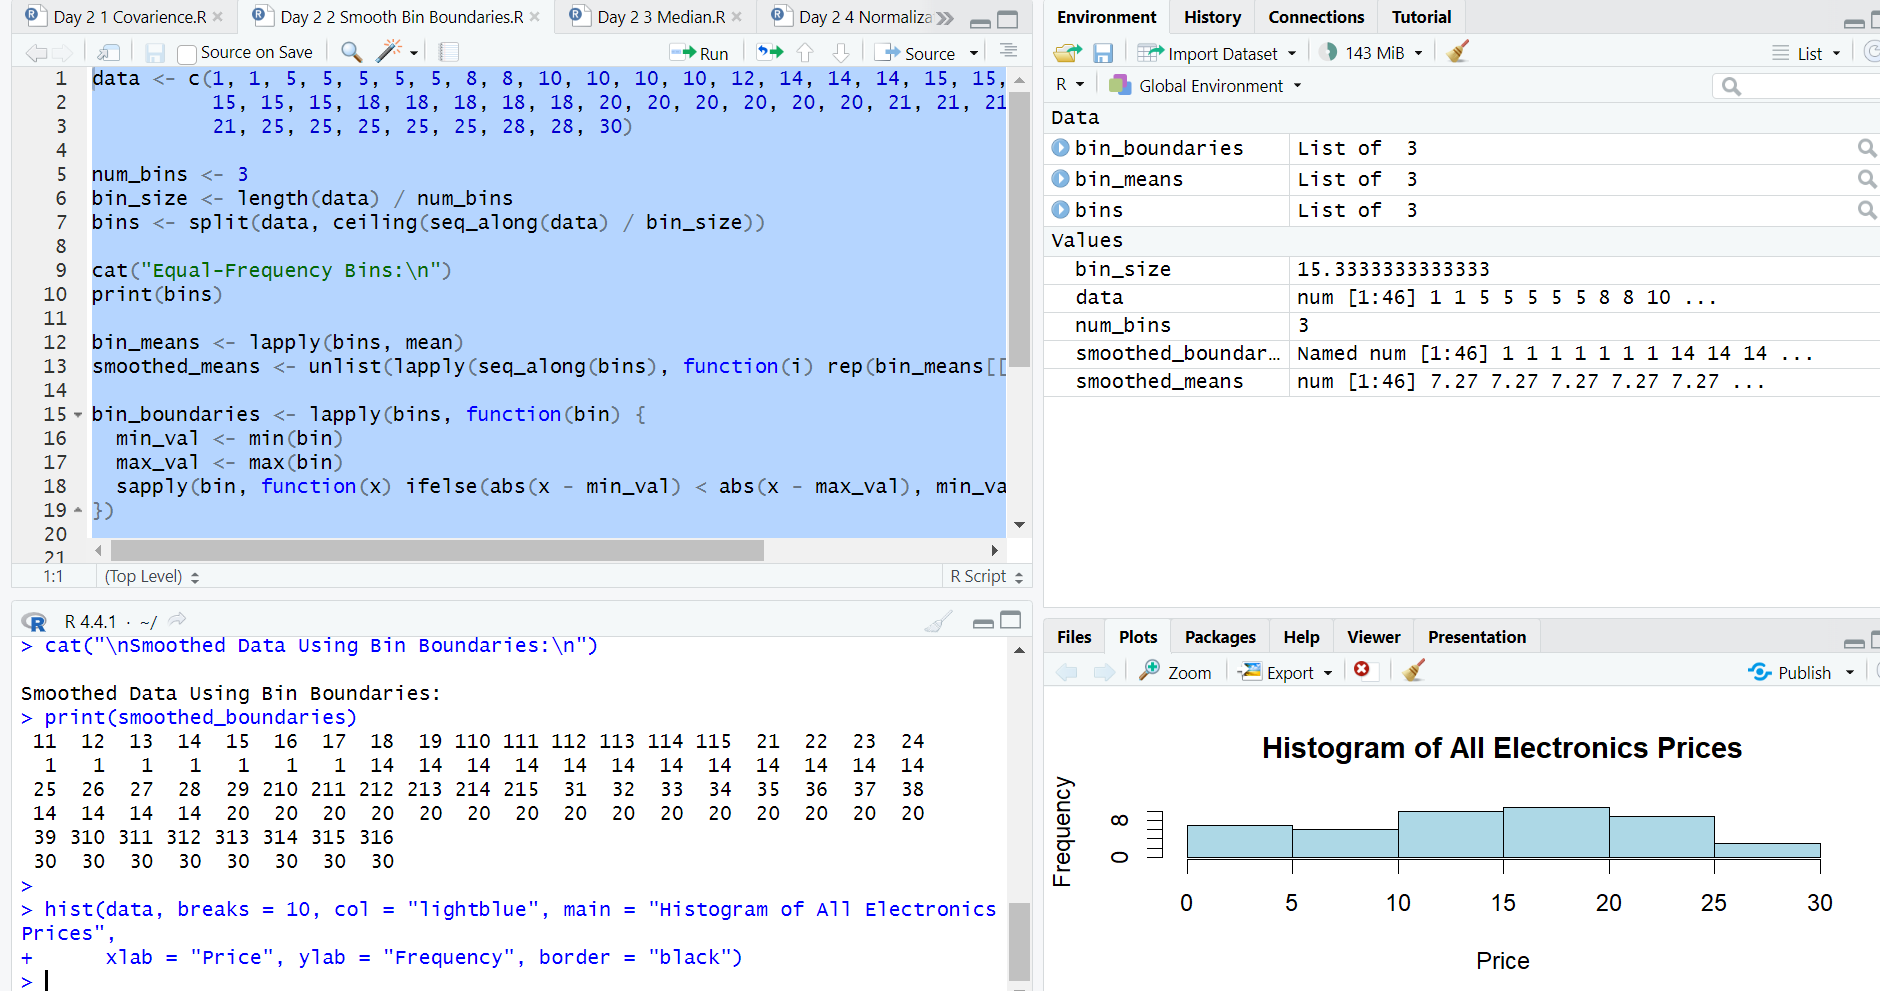 Day 2 1 Covarience.R
Day 2 2 Smooth Bin Boundaries.R
Day 2 3 Median.R
Day 2 4 Normaliza
Source on Save
Run
Source
1 data <- c(1, 1, 5, 5, 5, 5, 5, 8, 8, 10, 10, 10, 10, 12, 14, 14, 14, 15, 15,
2 15, 15, 15, 18, 18, 18, 18, 18, 20, 20, 20, 20, 20, 20, 21, 21, 21
3 21, 25, 25, 25, 25, 25, 28, 28, 30)
4
5 num_bins <- 3
6 bin_size <- length(data) / num_bins
7 bins <- split(data, ceiling(seq_along(data) / bin_size))
8
9 cat("Equal-Frequency Bins:\n")
10 print(bins)
11
12 bin_means <- lapply(bins, mean)
13 smoothed_means <- unlist(lapply(seq_along(bins), function(i) rep(bin_means[[
14
15 bin_boundaries <- lapply(bins, function(bin) {
16 min_val <- min(bin)
17 max_val <- max(bin)
18 sapply(bin, function(x) ifelse(abs(x - min_val) < abs(x - max_val), min_va
19 })
20
21
1:1 (Top Level) R Script
R 4.4.1 · ~/
> cat("\nSmoothed Data Using Bin Boundaries:\n")
Smoothed Data Using Bin Boundaries:
> print(smoothed_boundaries)
11 12 13 14 15 16 17 18 19 110 111 112 113 114 115 21 22 23 24
1 1 1 1 1 1 1 14 14 14 14 14 14 14 14 14 14 14 14
25 26 27 28 29 210 211 212 213 214 215 31 32 33 34 35 36 37 38
14 14 14 14 20 20 20 20 20 20 20 20 20 20 20 20 20 20 20
39 310 311 312 313 314 315 316
30 30 30 30 30 30 30 30
>
> hist(data, breaks = 10, col = "lightblue", main = "Histogram of All Electronics
Prices",
+ xlab = "Price", ylab = "Frequency", border = "black")
>
Environment History Connections Tutorial
Import Dataset 143 MiB List
R Global Environment
Data
bin_boundaries List of 3
bin_means List of 3
bins List of 3
Values
bin_size 15.3333333333333
data num [1:46] 1 1 5 5 5 5 5 8 8 10 ...
num_bins 3
smoothed_boundar... Named num [1:46] 1 1 1 1 1 1 1 14 14 14 ...
smoothed_means num [1:46] 7.27 7.27 7.27 7.27 7.27 ...
Files Plots Packages Help Viewer Presentation
Zoom Export Publish
Histogram of All Electronics Prices
Frequency
8
0
0 5 10 15 20 25 30
Price